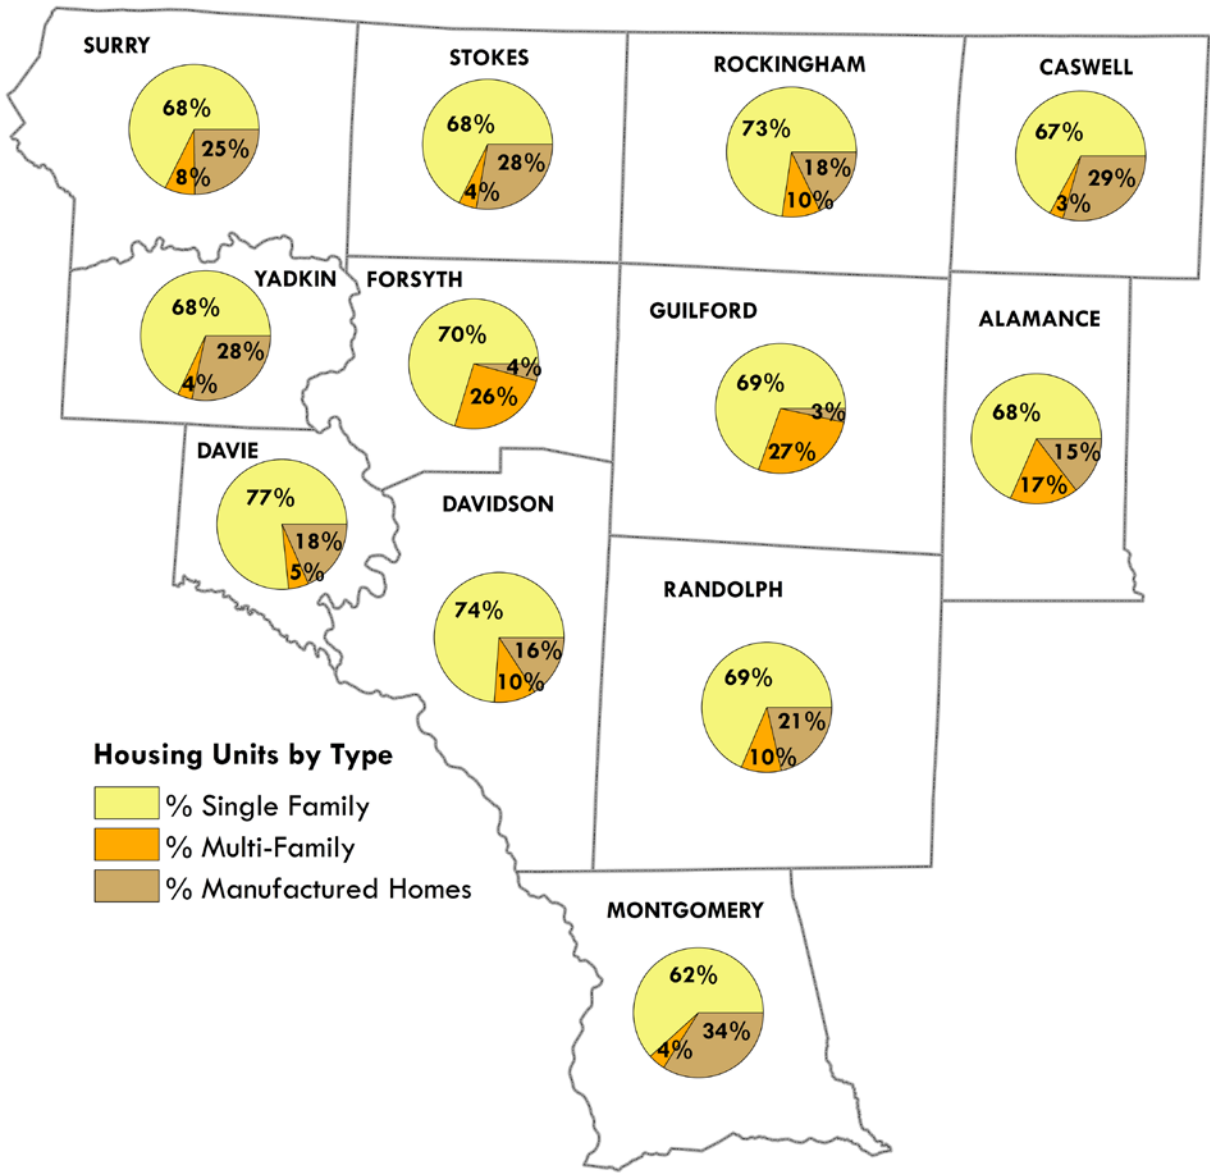 SURRY
68%
25%
8%
STOKES
68%
28%
4%
ROCKINGHAM
73%
18%
10%
CASWELL
67%
29%
3%
YADKIN
68%
28%
4%
FORSYTH
70%
4%
26%
GUILFORD
69%
3%
27%
ALAMANCE
68%
15%
17%
DAVIE
77%
18%
5%
DAVIDSON
74%
16%
10%
RANDOLPH
69%
21%
10%
Housing Units by Type
% Single Family
% Multi-Family
% Manufactured Homes
MONTGOMERY
62%
34%
4%